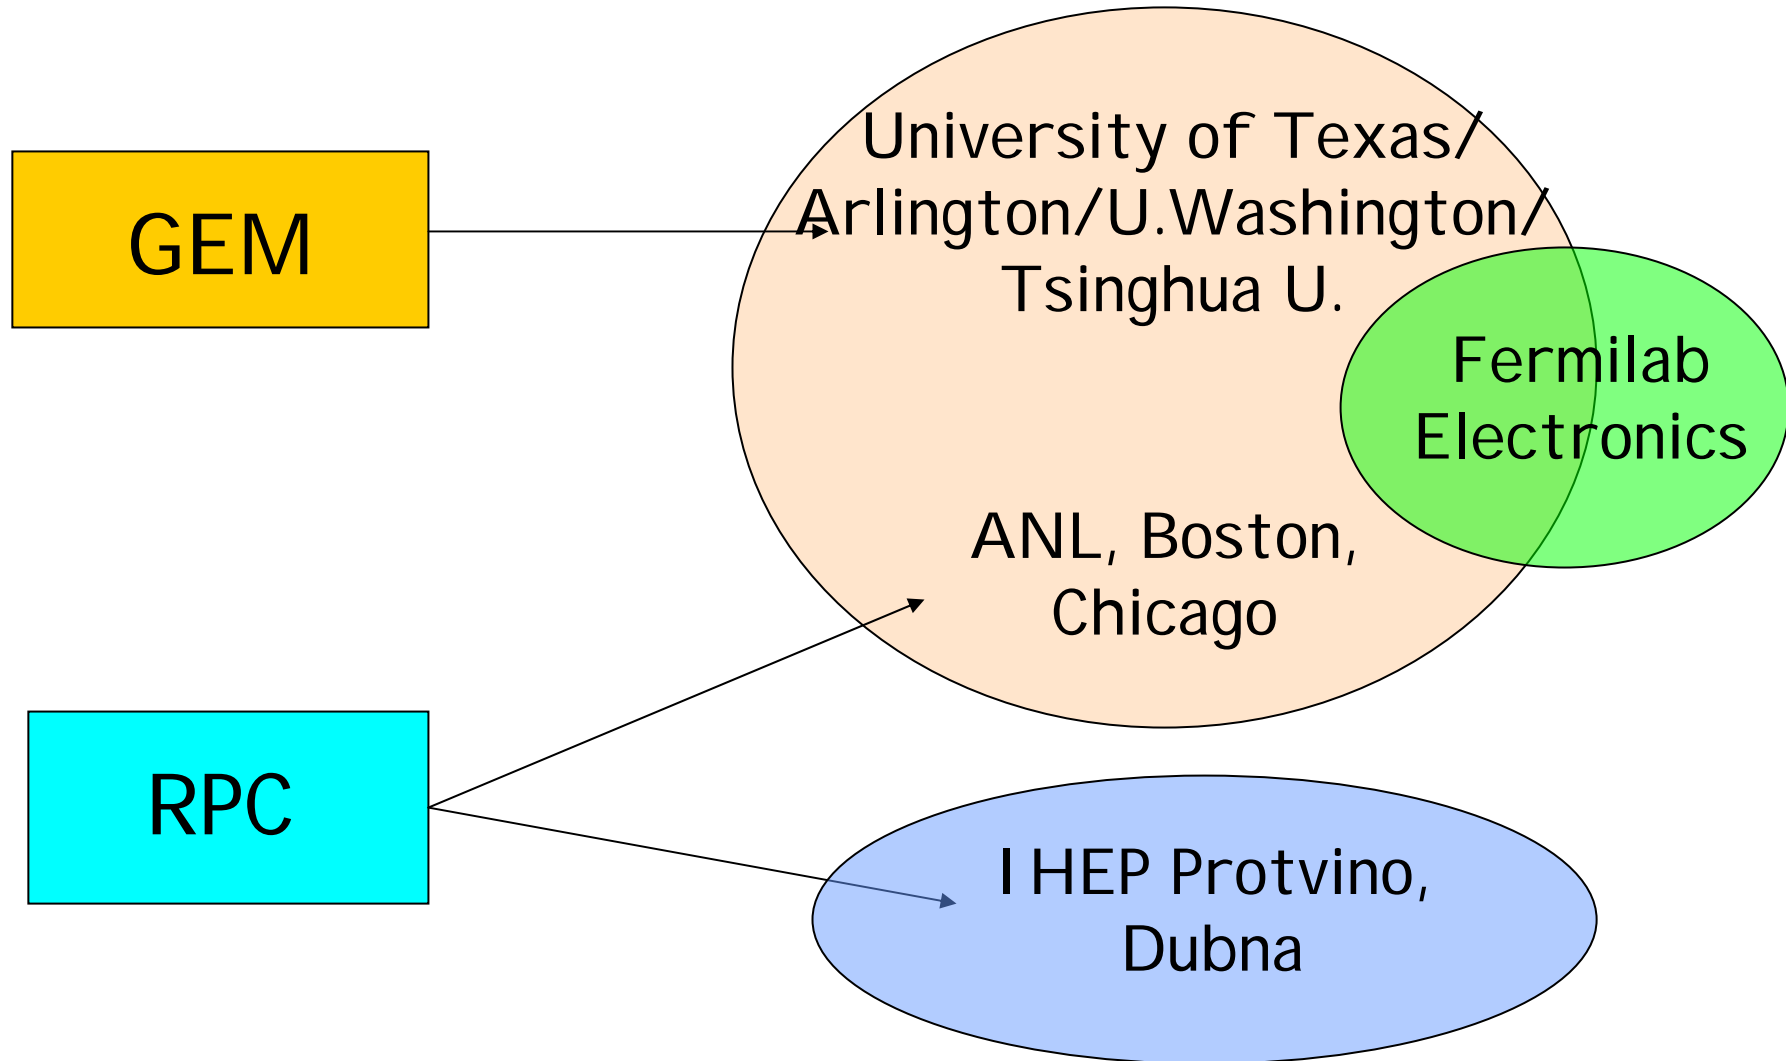 GEM
University of Texas/
Arlington/U.Washington/
Tsinghua U.
Fermilab
Electronics
ANL, Boston,
Chicago
RPC
IHEP Protvino,
Dubna